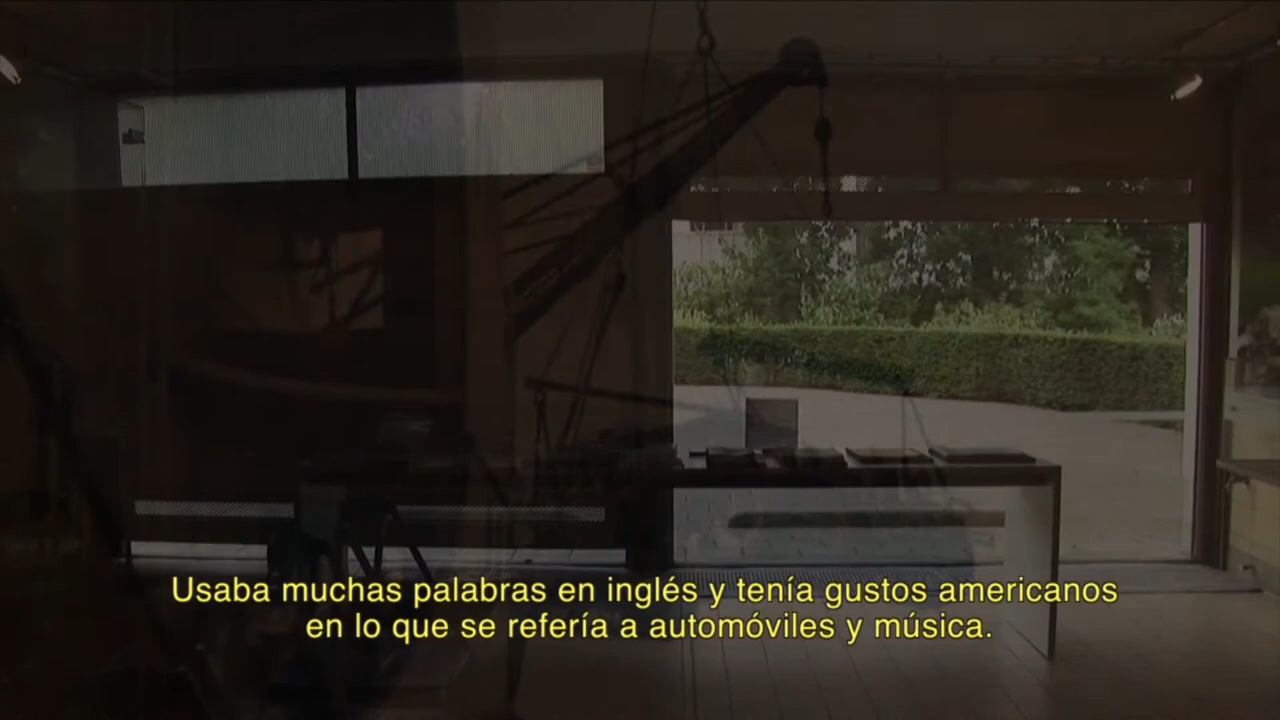 Usaba muchas palabras en inglés y tenía gustos americanos
en lo que se refería a automóviles y música.